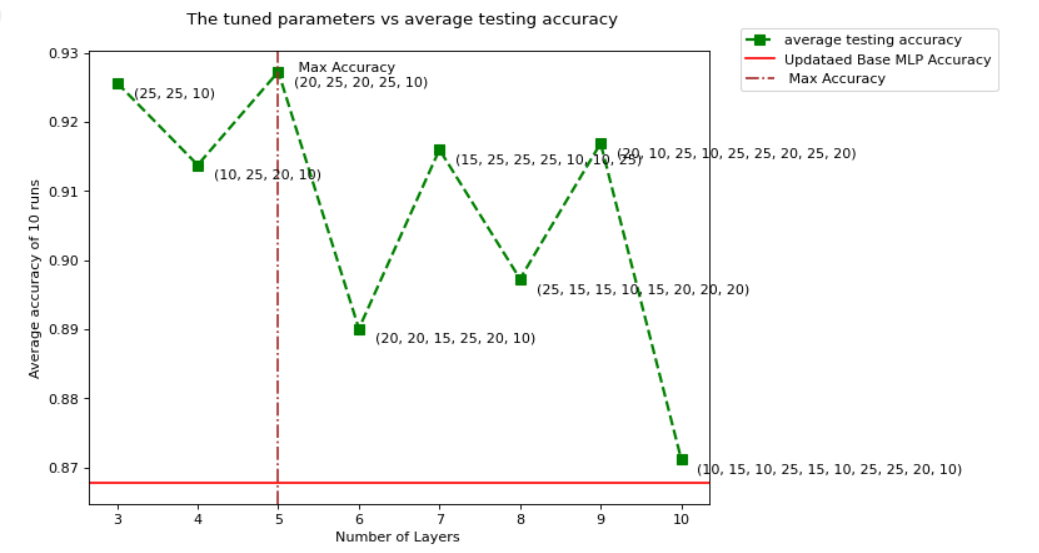 The tuned parameters vs average testing accuracy
average testing accuracy
Updataed Base MLP Accuracy
Max Accuracy
0.93
0.92
0.91
0.90
0.89
0.88
0.87
Average accuracy of 10 runs
(25, 25, 10)
(10, 25, 20, 10)
Max Accuracy
(20, 25, 20, 25, 10)
(20, 20, 15, 25, 20, 10)
(15, 25, 25, 25, 10, 10, 25)
(25, 15, 15, 10, 15, 20, 20, 20)
(20, 10, 25, 10, 25, 25, 20, 25, 20)
(10, 15, 10, 25, 15, 10, 25, 25, 20, 10)
3 4 5 6 7 8 9 10
Number of Layers